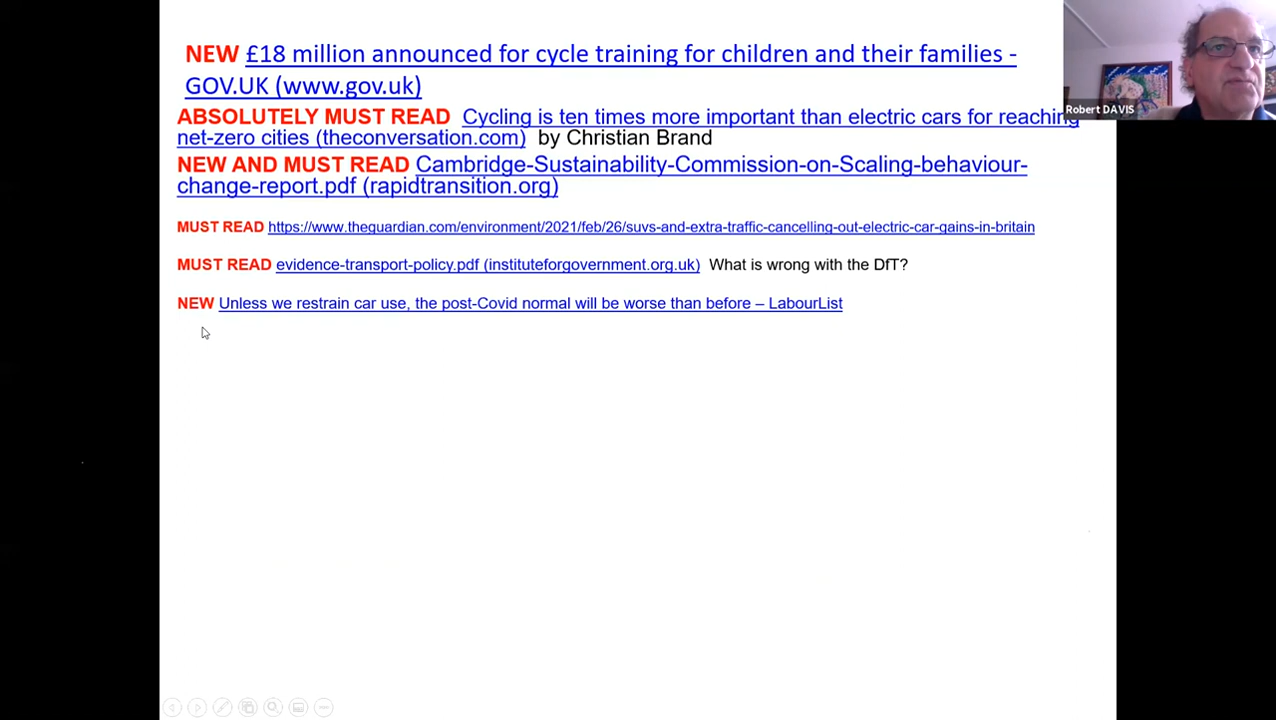 NEW £18 million announced for cycle training for children and their families -
GOV.UK (www.gov.uk)
Robert DAVIS
ABSOLUTELY MUST READ Cycling is ten times more important than electric cars for reaching
net-zero cities (theconversation.com) by Christian Brand
NEW AND MUST READ Cambridge-Sustainability-Commission-on-Scaling-behaviour-
change-report.pdf (rapidtransition.org)
MUST READ https://www.theguardian.com/environment/2021/feb/26/suvs-and-extra-traffic-cancelling-out-electric-car-gains-in-britain
MUST READ evidence-transport-policy.pdf (instituteforgovernment.org.uk) What is wrong with the DfT?
NEW Unless we restrain car use, the post-Covid normal will be worse than before – LabourList